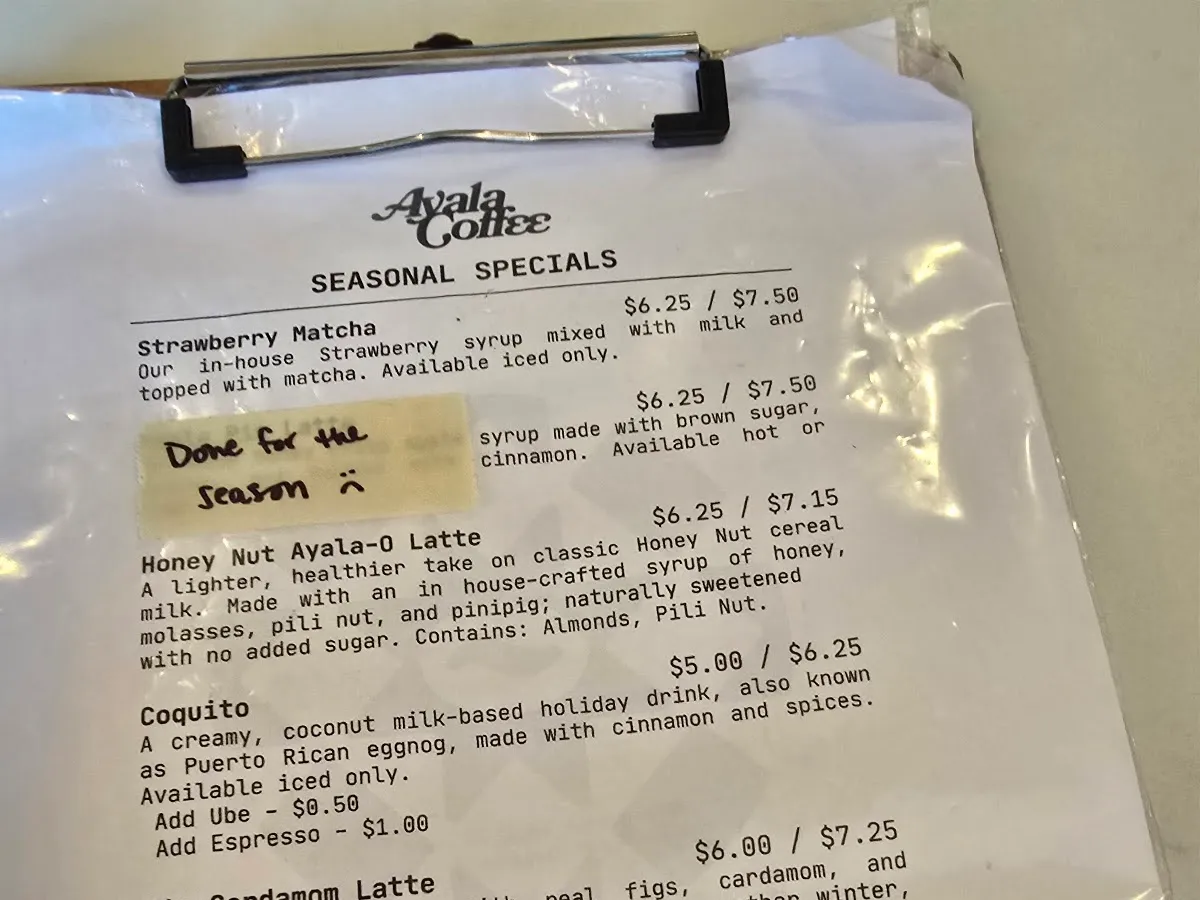 Ayala
Coffee
SEASONAL SPECIALS
Strawberry Matcha $6.25 / $7.50
Our in-house Strawberry syrup mixed with milk and
topped with matcha. Available iced only.
$6.25 / $7.50
Done for the
season :(
syrup made with brown sugar,
cinnamon. Available hot or
Honey Nut Ayala-O Latte $6.25 / $7.15
A lighter, healthier take on classic Honey Nut cereal
milk. Made with an in house-crafted syrup of honey,
molasses, pili nut, and pinipig; naturally sweetened
with no added sugar. Contains: Almonds, Pili Nut.
Coquito $5.00 / $6.25
A creamy, coconut milk-based holiday drink, also known
as Puerto Rican eggnog, made with cinnamon and spices.
Available iced only.
Add Ube - $0.50
Add Espresso - $1.00
Cardamom Latte $6.00 / $7.25
real figs, cardamom, and
winter,